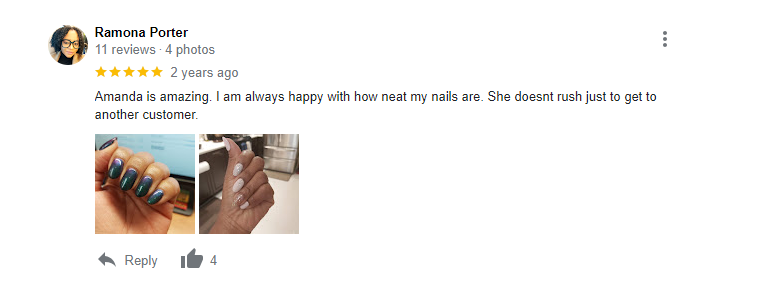 Ramona Porter
11 reviews · 4 photos
2 years ago
Amanda is amazing. I am always happy with how neat my nails are. She doesnt rush just to get to
another customer.
Reply
4